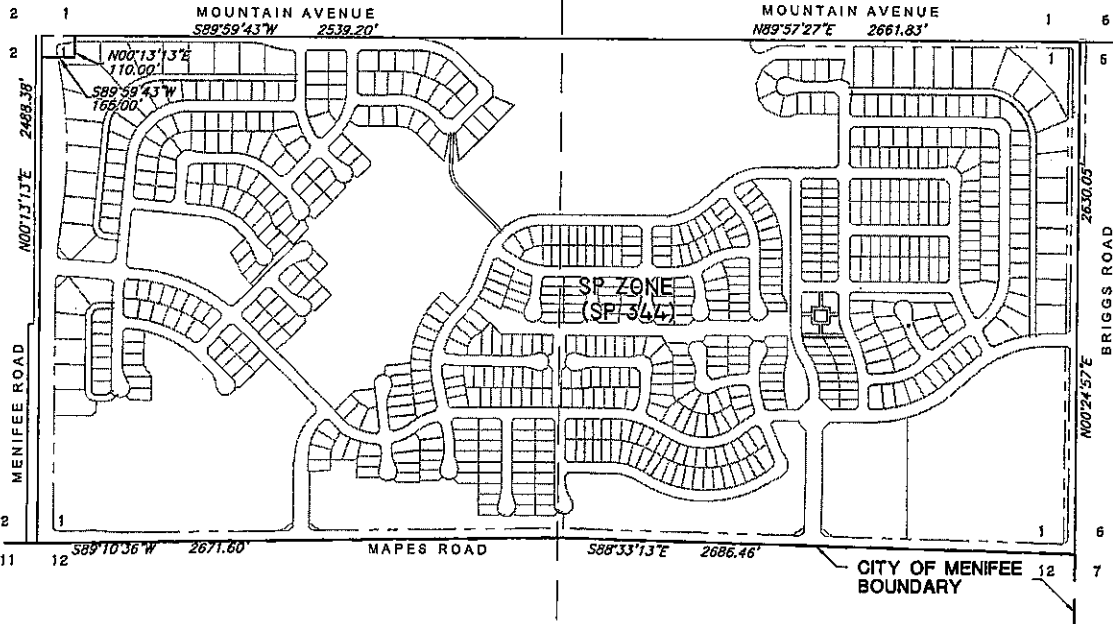 2 1
MOUNTAIN AVENUE
S89°59'43"W 2539.20'
MOUNTAIN AVENUE
N89°57'27"E 2661.83'
1 6
2
1 6
N00°13'13"E
110.00'
S89°59'43"W
165.00'
2488.38'
N00°13'13"E
MENIFEE ROAD
SP ZONE
(SP 344)
2630.05'
BRIGGS ROAD
N00°24'57"E
2 1
1 6
S89°10'36"W 2671.60'
MAPES ROAD
S88°33'13"E 2686.46'
11 12
12 7
CITY OF MENIFEE
BOUNDARY